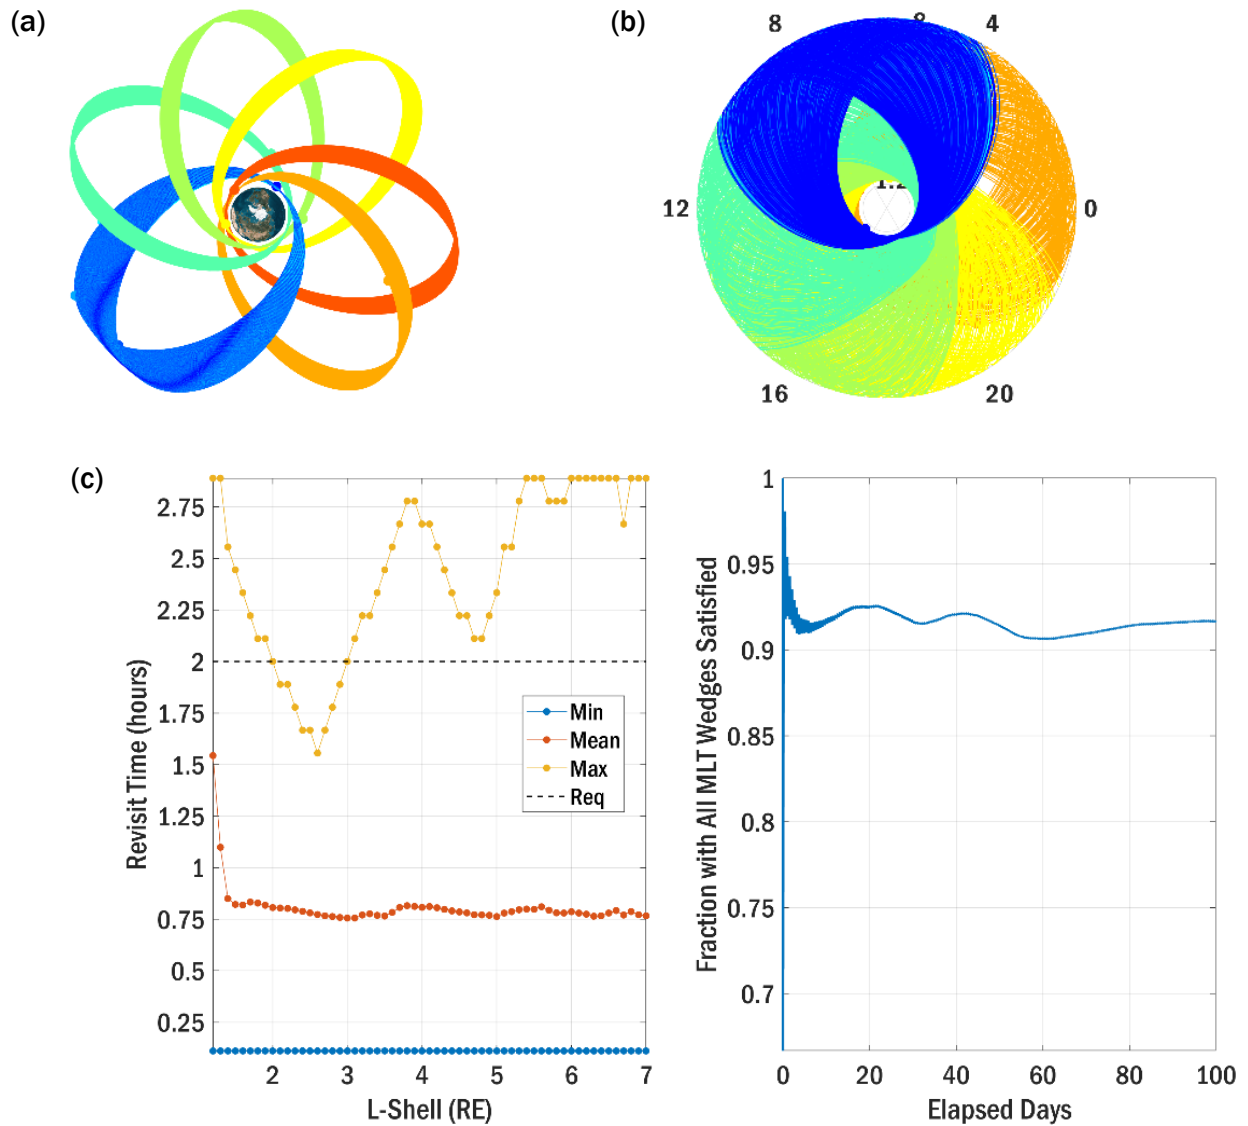 (a)
(b)
8
4
12
0
16
20
(c)
Revisit Time (hours)
2.75
2.5
2.25
2
1.75
1.5
1.25
1
0.75
0.5
0.25
Min
Mean
Max
Req
2 3 4 5 6 7
L-Shell (RE)
Fraction with All MLT Wedges Satisfied
1
0.95
0.9
0.85
0.8
0.75
0.7
0 20 40 60 80 100
Elapsed Days